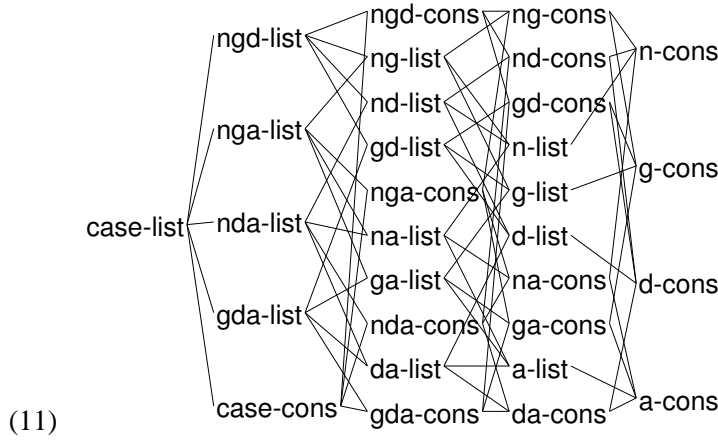 ngd-cons ng-cons
ngd-list n-cons
ng-list nd-cons
nd-list gd-cons
nga-list gd-list n-list
nga-cons g-list g-cons
case-list nda-list na-list d-list
ga-list na-cons d-cons
gda-list nda-cons ga-cons
da-list a-list
case-cons gda-cons da-cons a-cons
(11)